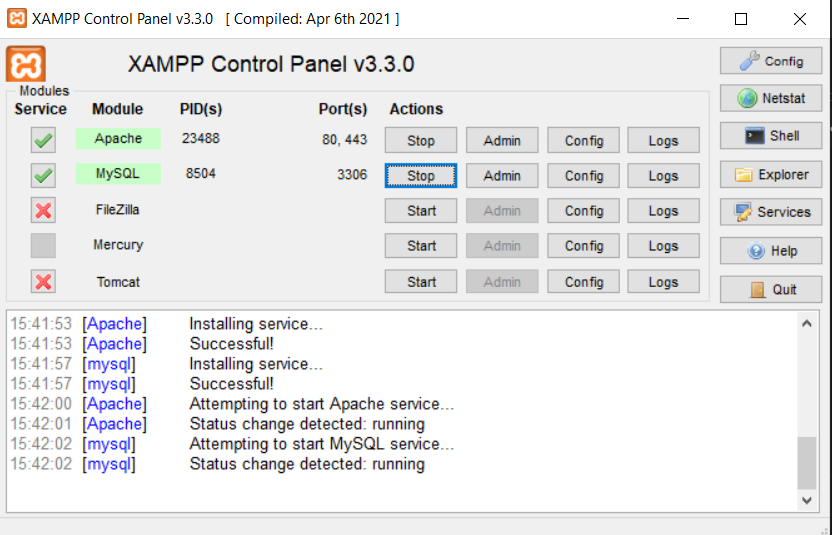 XAMPP Control Panel v3.3.0 [ Compiled: Apr 6th 2021 ]
XAMPP Control Panel v3.3.0
Config
Modules
Service Module PID(s) Port(s) Actions
Netstat
Apache 23488 80, 443 Stop Admin Config Logs
Shell
MySQL 8504 3306 Stop Admin Config Logs
Explorer
FileZilla Start Admin Config Logs
Services
Mercury Start Admin Config Logs
Help
Tomcat Start Admin Config Logs
Quit
15:41:53 [Apache] Installing service...
15:41:53 [Apache] Successful!
15:41:57 [mysql] Installing service...
15:41:57 [mysql] Successful!
15:42:00 [Apache] Attempting to start Apache service...
15:42:01 [Apache] Status change detected: running
15:42:02 [mysql] Attempting to start MySQL service...
15:42:02 [mysql] Status change detected: running